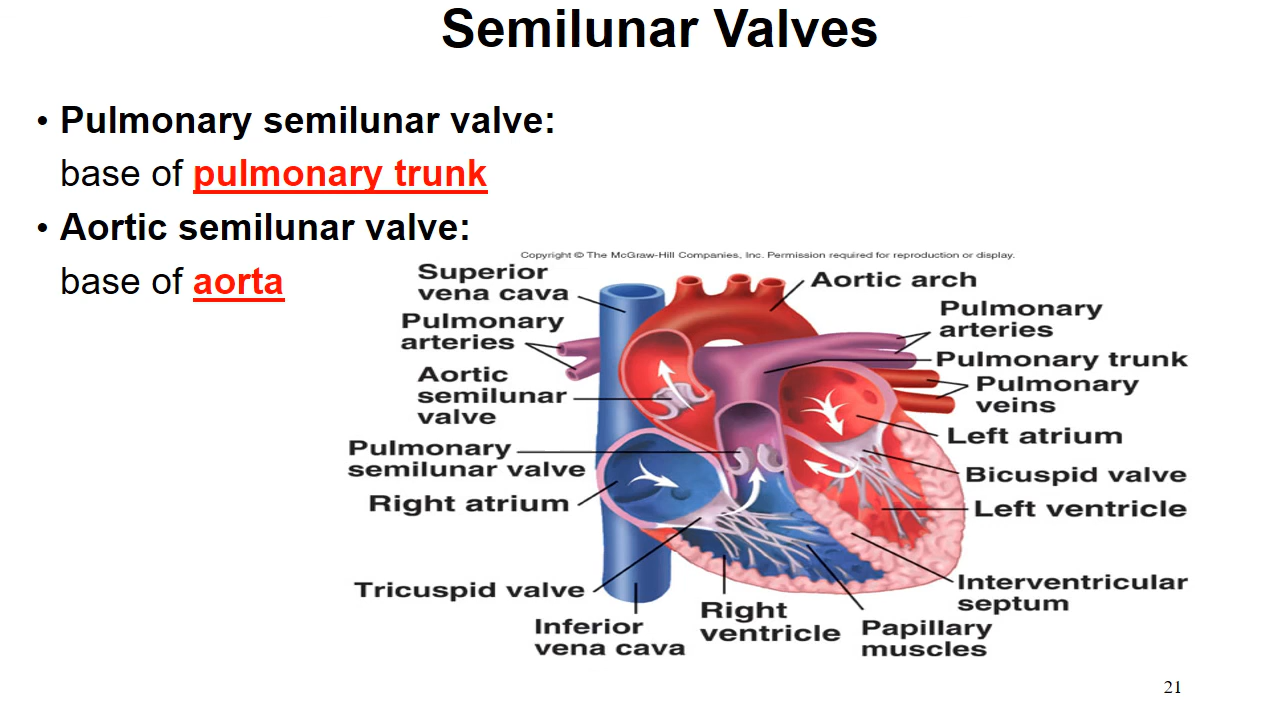 Semilunar Valves
• Pulmonary semilunar valve:
base of pulmonary trunk
• Aortic semilunar valve:
base of aorta
Copyright © The McGraw-Hill Companies, Inc. Permission required for reproduction or display.
Superior
vena cava
Pulmonary
arteries
Aortic
semilunar
valve
Pulmonary
semilunar valve
Right atrium
Tricuspid valve
Inferior
vena cava
Right
ventricle
Papillary
muscles
Aortic arch
Pulmonary
arteries
Pulmonary trunk
Pulmonary
veins
Left atrium
Bicuspid valve
Left ventricle
Interventricular
septum
21